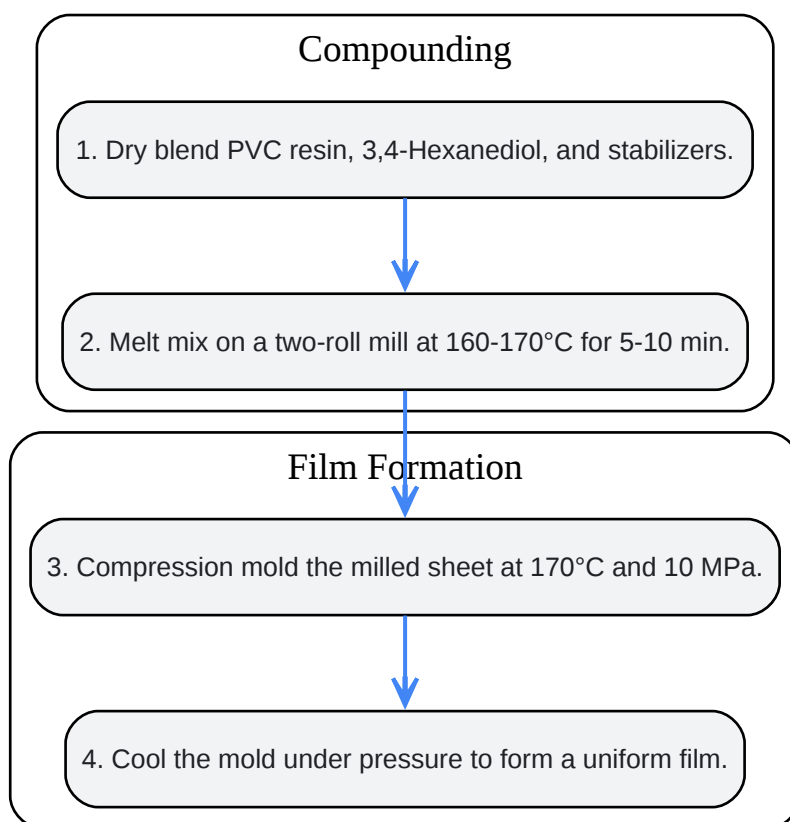 Compounding
1. Dry blend PVC resin, 3,4-Hexanediol, and stabilizers.
2. Melt mix on a two-roll mill at 160-170°C for 5-10 min.
Film Formation
3. Compression mold the milled sheet at 170°C and 10 MPa.
4. Cool the mold under pressure to form a uniform film.